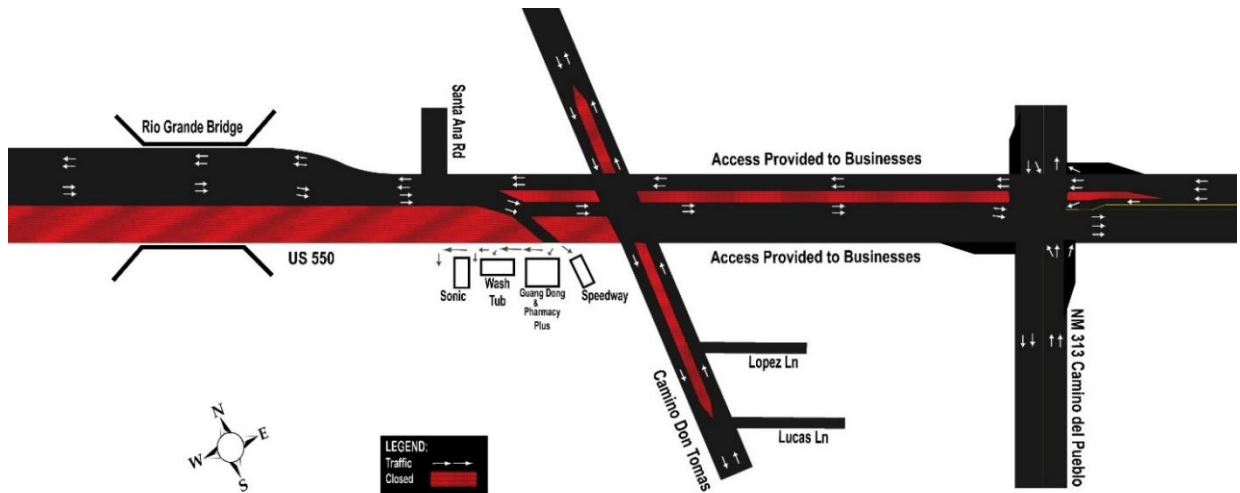 Rio Grande Bridge
Santa Ana Rd
Access Provided to Businesses
US 550
Access Provided to Businesses
Sonic
Wash
Tub
Guang Dong
&
Pharmacy
Plus
Speedway
Camino Don Tomas
Lopez Ln
Lucas Ln
NM 313 Camino del Pueblo
N
E
W
S
LEGEND:
Traffic
Closed